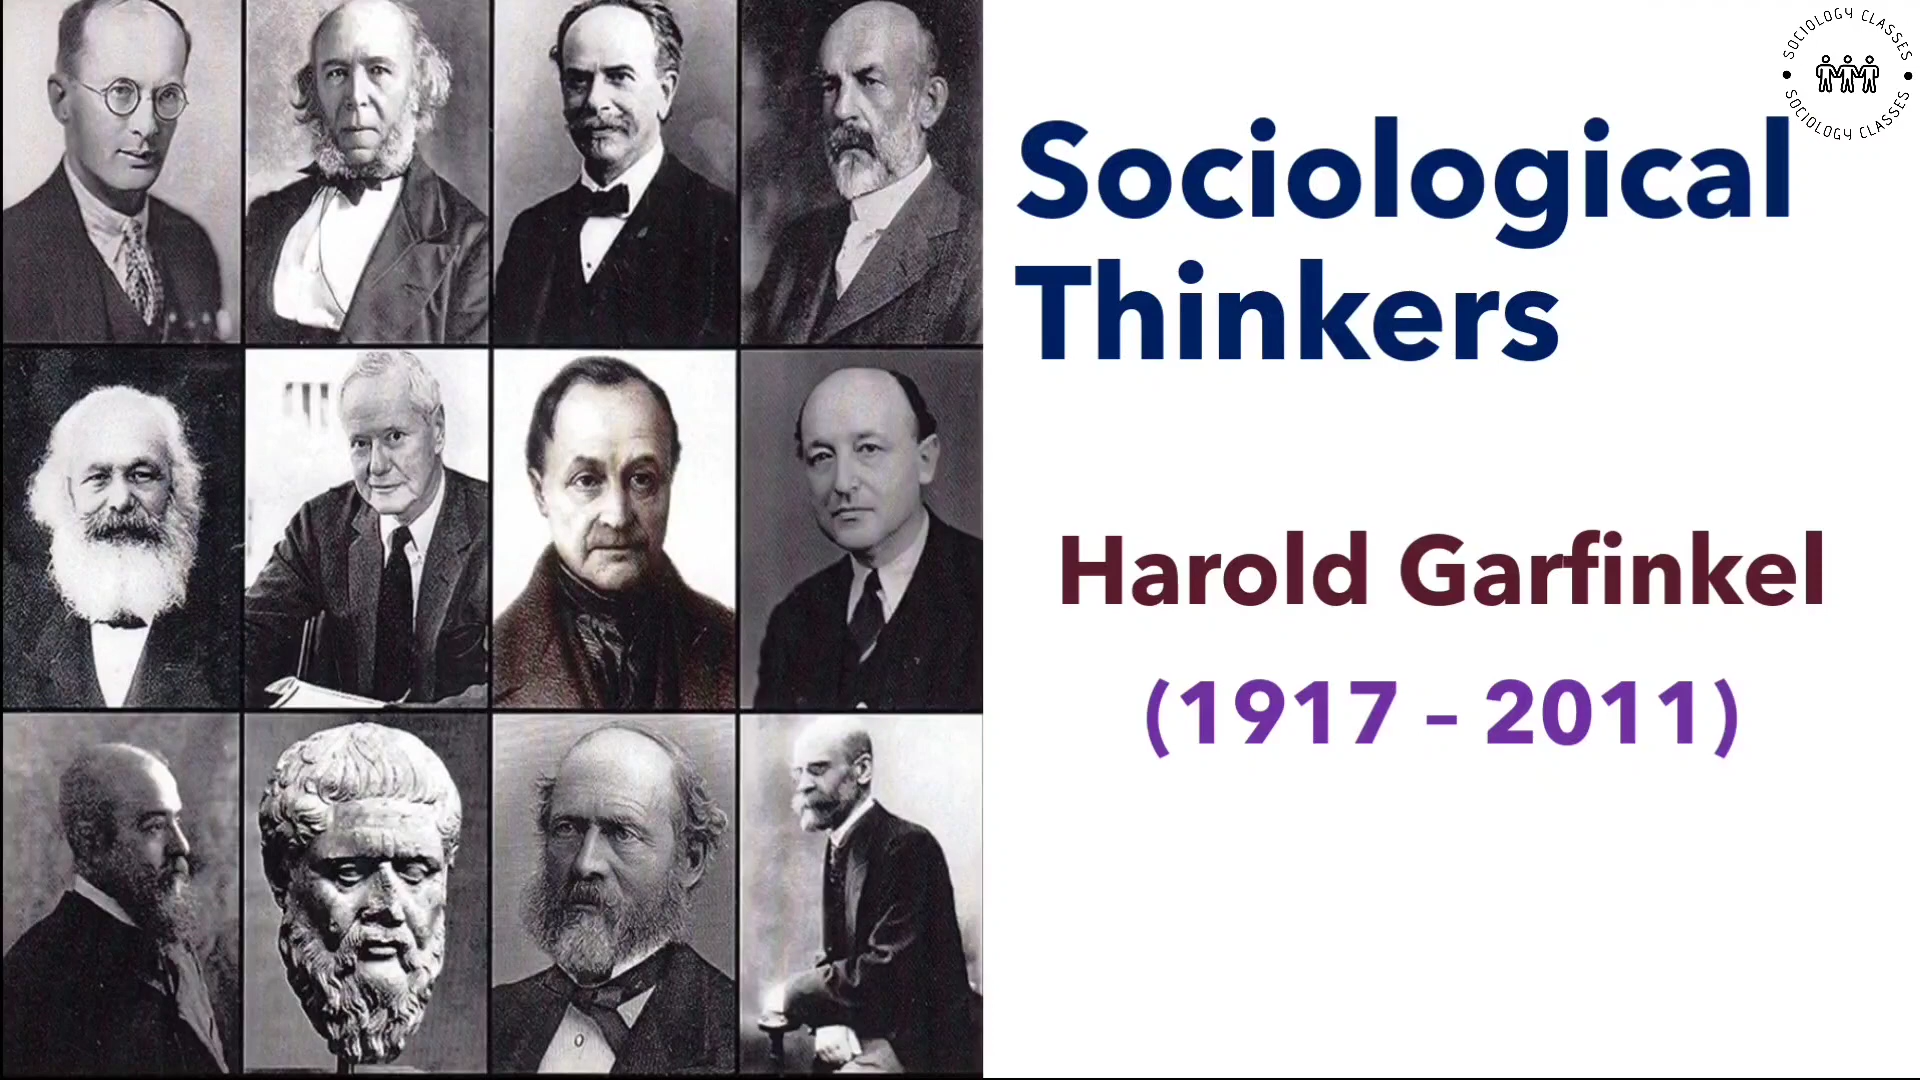 SOCIOLOGY CLASSES
SOCIOLOGY CLASSES
Sociological
Thinkers
Harold Garfinkel
(1917 – 2011)